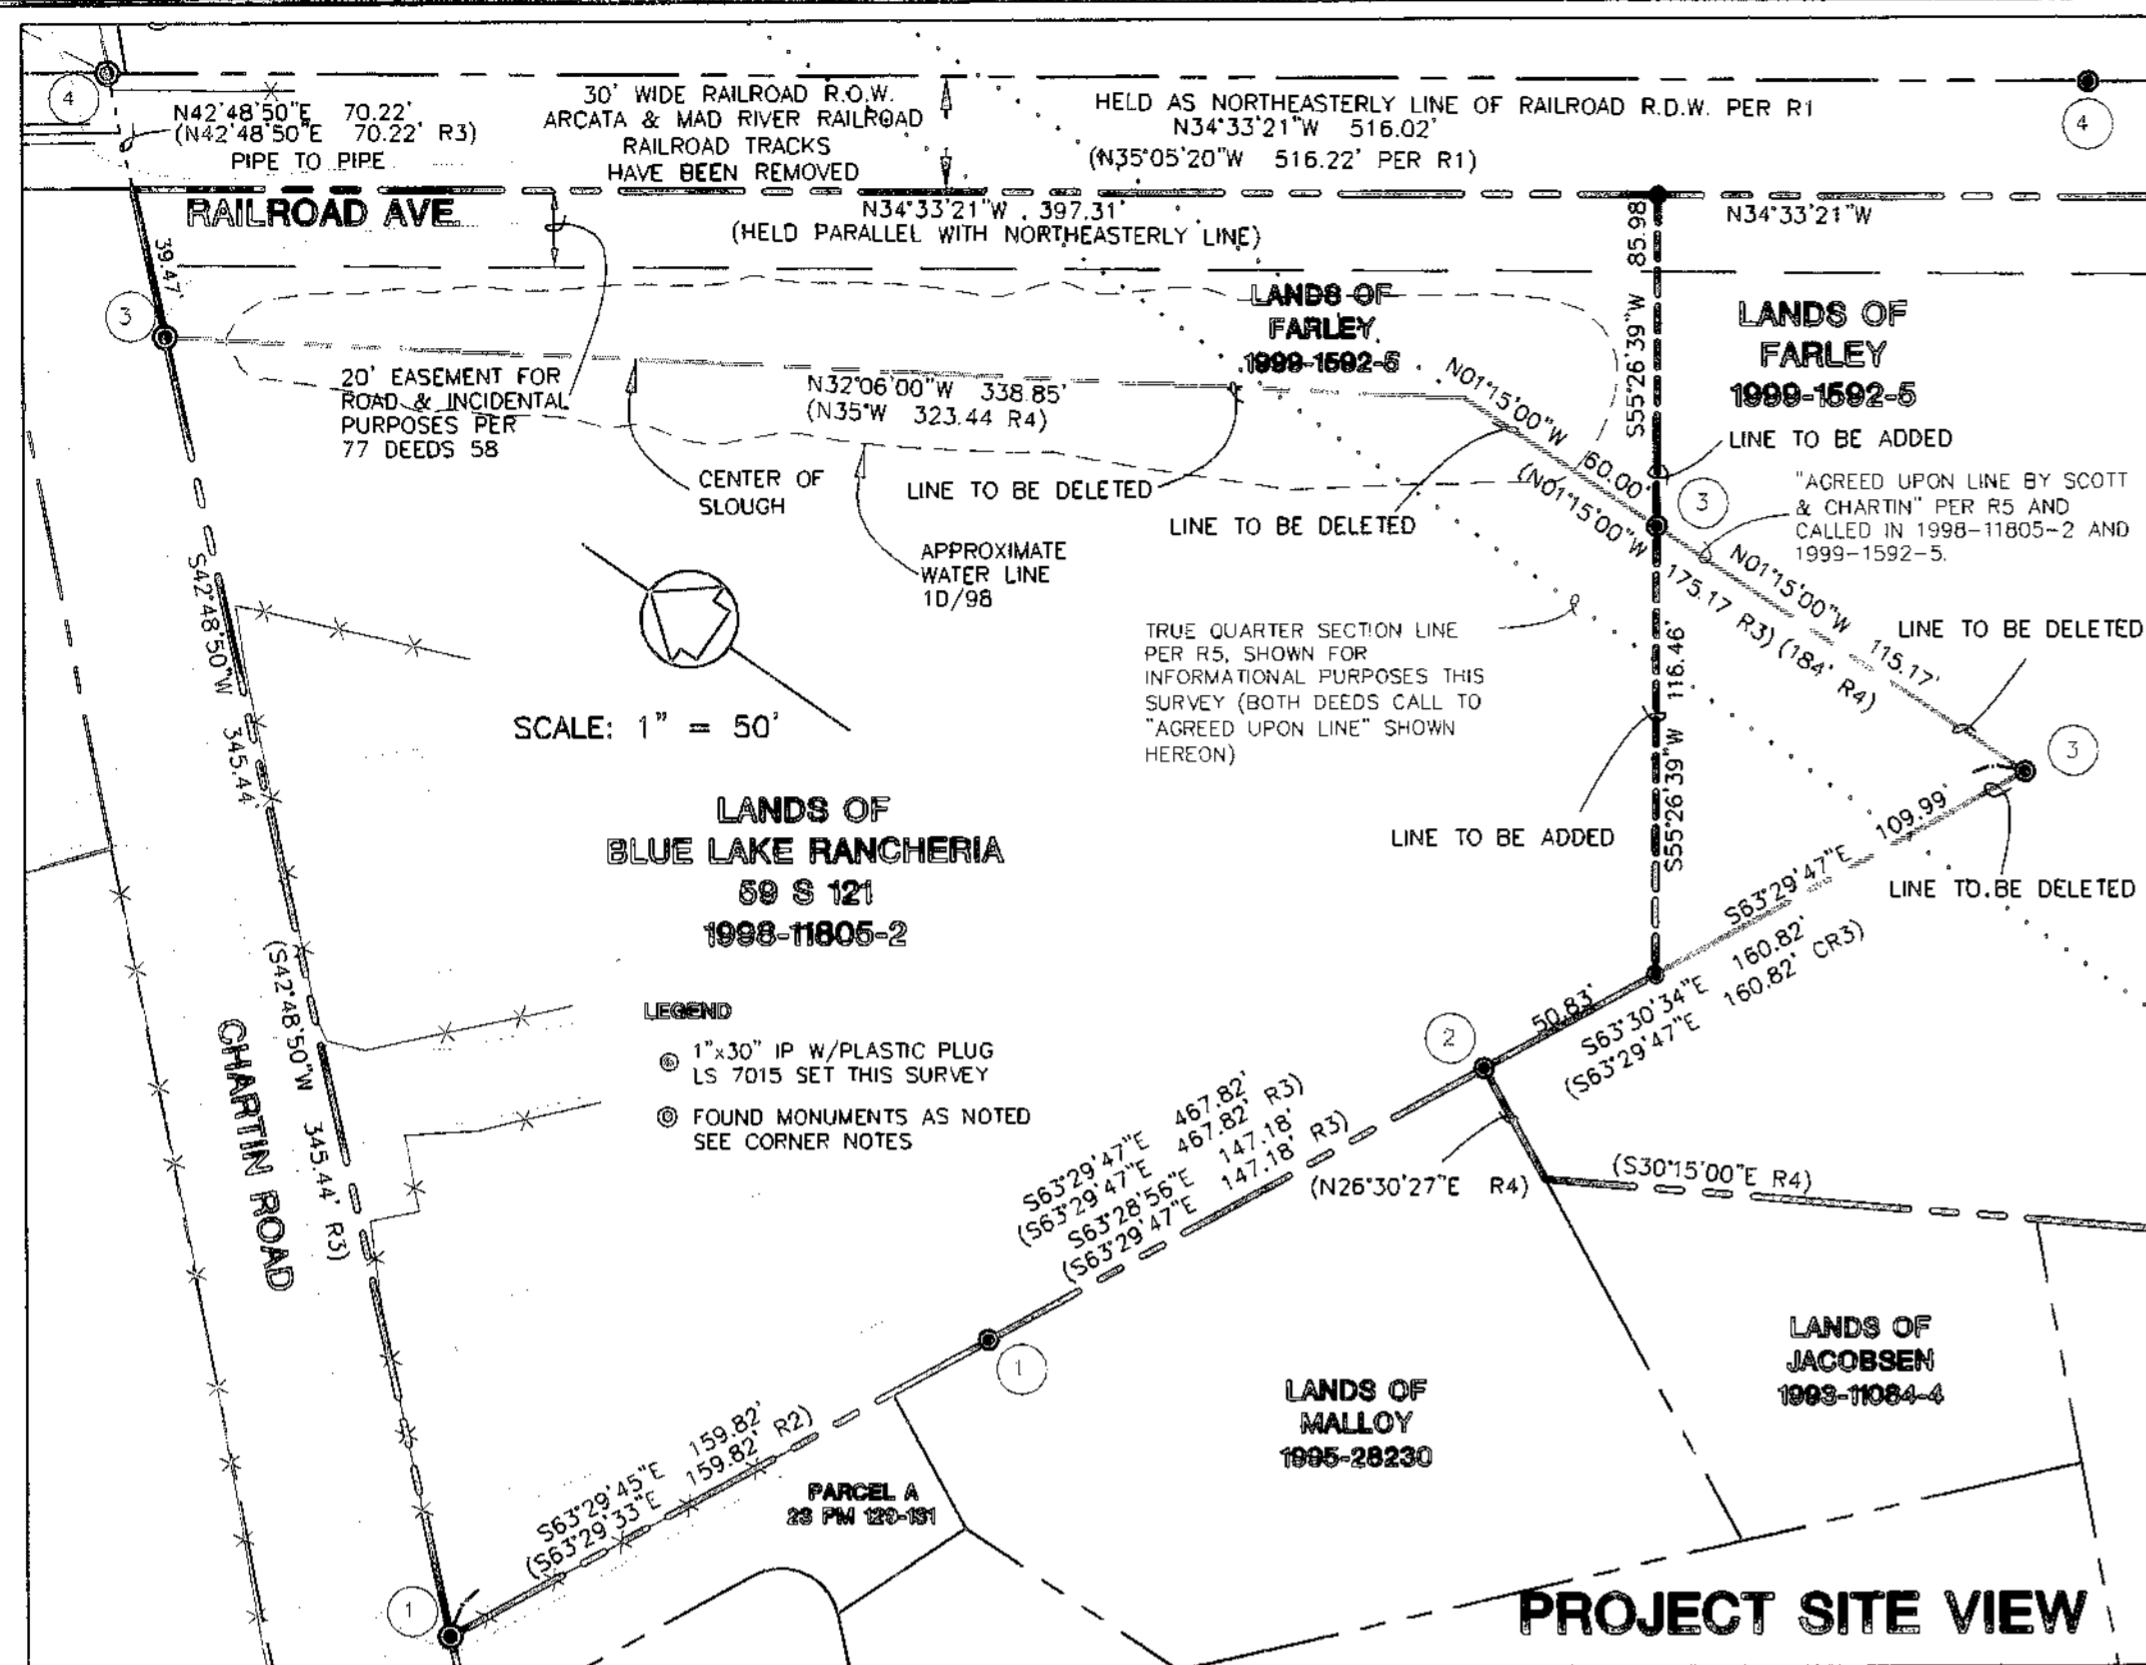 4
N42°48'50"E 70.22'
(N42°48'50"E 70.22' R3)
PIPE TO PIPE
30' WIDE RAILROAD R.O.W.
ARCATA & MAD RIVER RAILROAD
RAILROAD TRACKS
HAVE BEEN REMOVED
HELD AS NORTHEASTERLY LINE OF RAILROAD R.O.W. PER R1
N34°33'21"W 516.02'
(N35°05'20"W 516.22' PER R1)
4
RAILROAD AVE
N34°33'21"W 397.31'
(HELD PARALLEL WITH NORTHEASTERLY LINE)
N34°33'21"W
39.47'
3
S55°26'39"W 85.98
LANDS OF
FARLEY
1999-1592-5
LANDS OF
FARLEY
1999-1592-5
20' EASEMENT FOR
ROAD & INCIDENTAL
PURPOSES PER
77 DEEDS 58
N32°06'00"W 338.85'
(N35°W 323.44 R4)
N01°15'00"W 60.00'
(N01°15'00"W 175.17 R3) (184' R4)
LINE TO BE ADDED
CENTER OF
SLOUGH
LINE TO BE DELETED
LINE TO BE DELETED
3
"AGREED UPON LINE BY SCOTT
& CHARTIN" PER R5 AND
CALLED IN 1998-11805-2 AND
1999-1592-5.
APPROXIMATE
WATER LINE
10/98
N01°15'00"W 115.17'
LINE TO BE DELETED
S42°48'50"W 345.44'
(S42°48'50"W 345.44' R3)
TRUE QUARTER SECTION LINE
PER R5, SHOWN FOR
INFORMATIONAL PURPOSES THIS
SURVEY (BOTH DEEDS CALL TO
"AGREED UPON LINE" SHOWN
HEREON)
S55°26'39"W 116.46'
3
SCALE: 1" = 50'
LINE TO BE ADDED
LANDS OF
BLUE LAKE RANCHERIA
59 S 121
1998-11805-2
S63°29'47"E 109.99'
LINE TO BE DELETED
50.83'
S63°30'34"E 160.82'
(S63°29'47"E 160.82' CR3)
2
LEGEND
1"x30" IP W/PLASTIC PLUG
LS 7015 SET THIS SURVEY
FOUND MONUMENTS AS NOTED
SEE CORNER NOTES
CHARTIN ROAD
S63°29'47"E 467.82'
(S63°29'47"E 467.82' R3)
S63°28'56"E 147.18'
(S63°29'47"E 147.18' R3)
(N26°30'27"E R4)
(S30°15'00"E R4)
1
LANDS OF
JACOBSEN
1993-11084-4
LANDS OF
MALLOY
1995-28230
S63°29'45"E 159.82'
(S63°29'33"E 159.82' R2)
PARCEL A
23 PM 129-131
1
PROJECT SITE VIEW